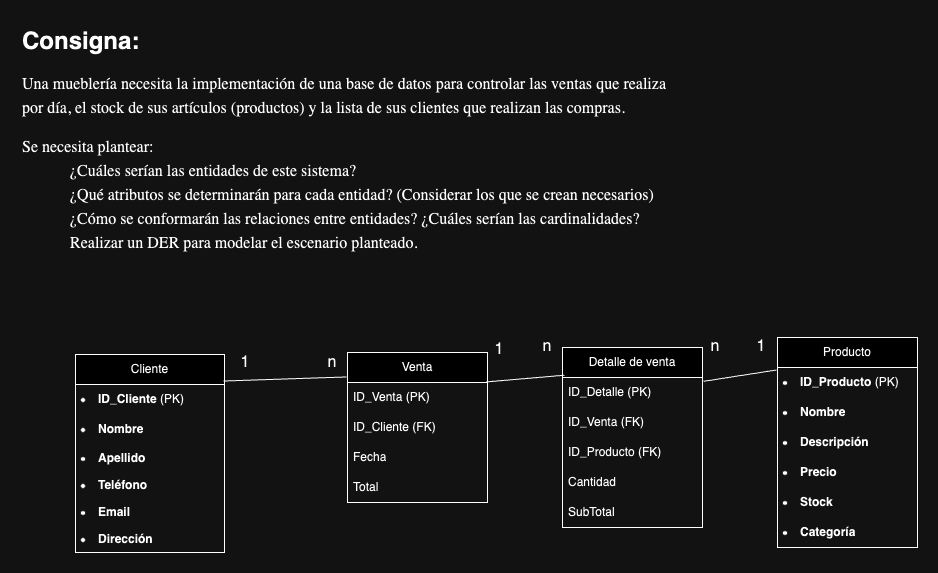 Consigna:
Una mueblería necesita la implementación de una base de datos para controlar las ventas que realiza
por día, el stock de sus artículos (productos) y la lista de sus clientes que realizan las compras.
Se necesita plantear:
¿Cuáles serían las entidades de este sistema?
¿Qué atributos se determinarán para cada entidad? (Considerar los que se crean necesarios)
¿Cómo se conformarán las relaciones entre entidades? ¿Cuáles serían las cardinalidades?
Realizar un DER para modelar el escenario planteado.
Cliente
• ID_Cliente (PK)
• Nombre
• Apellido
• Teléfono
• Email
• Dirección
1
n
Venta
ID_Venta (PK)
ID_Cliente (FK)
Fecha
Total
1
n
Detalle de venta
ID_Detalle (PK)
ID_Venta (FK)
ID_Producto (FK)
Cantidad
SubTotal
n
1
Producto
• ID_Producto (PK)
• Nombre
• Descripción
• Precio
• Stock
• Categoría